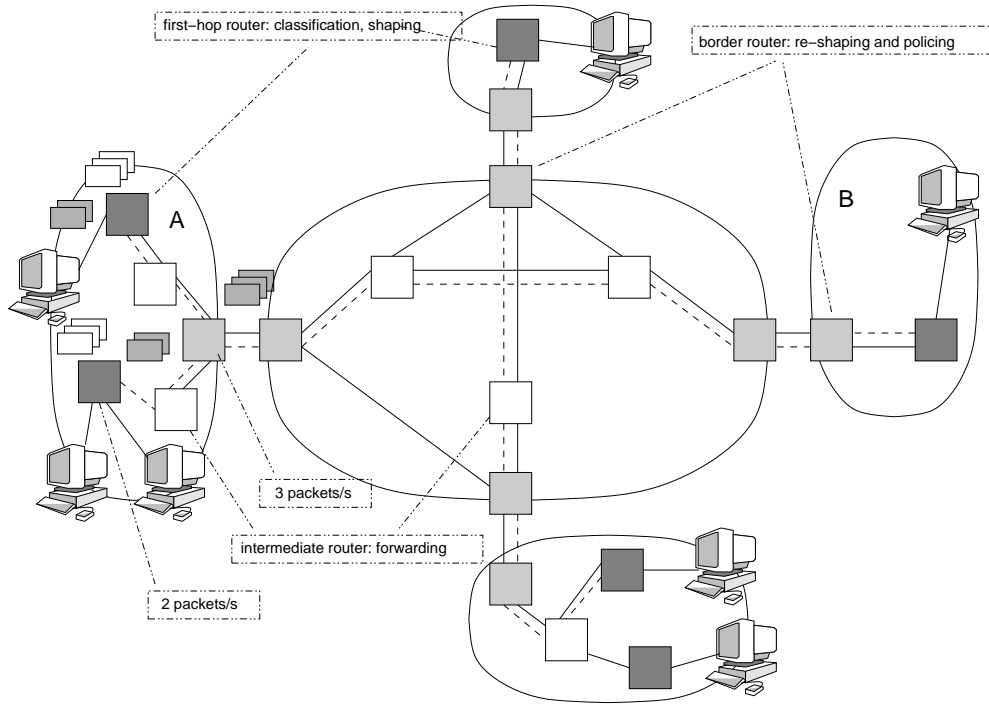 first−hop router: classification, shaping
border router: re−shaping and policing
A
B
3 packets/s
intermediate router: forwarding
2 packets/s